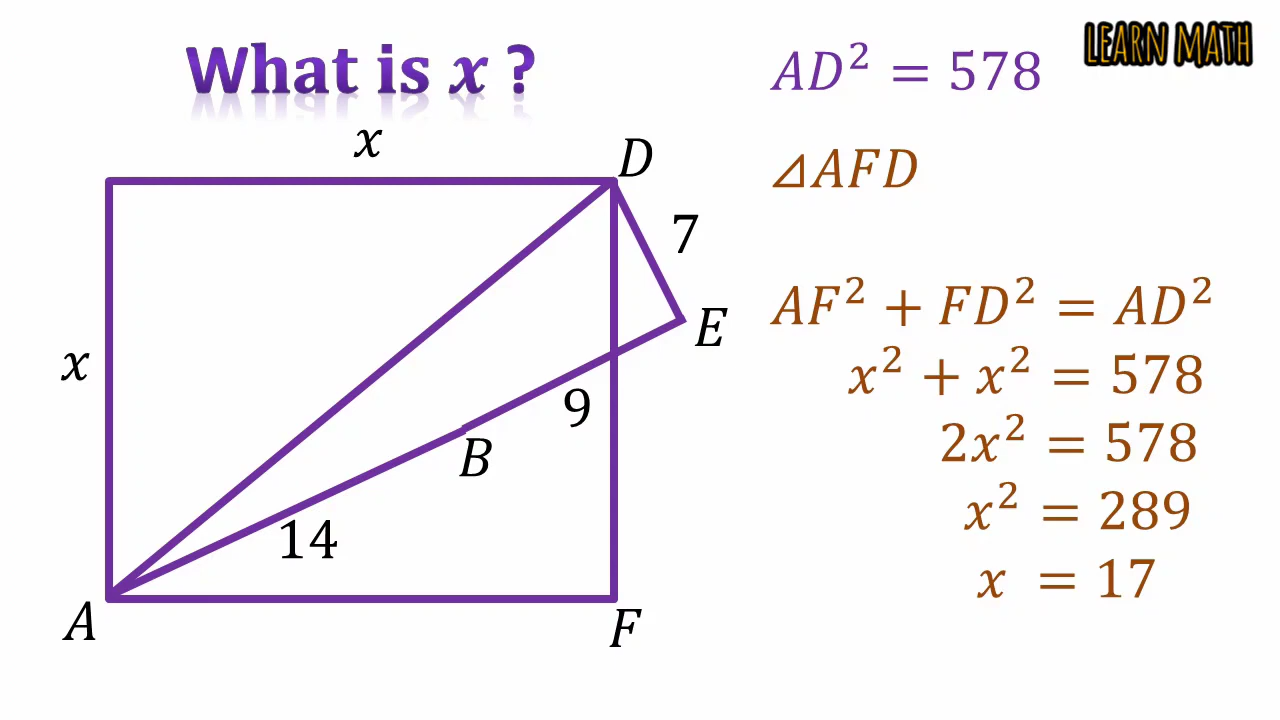 What is x ?
AD² = 578
LEARN MATH
⊿AFD
x
D
7
E
x
9
B
14
A
F
AF² + FD² = AD²
x² + x² = 578
2x² = 578
x² = 289
x = 17